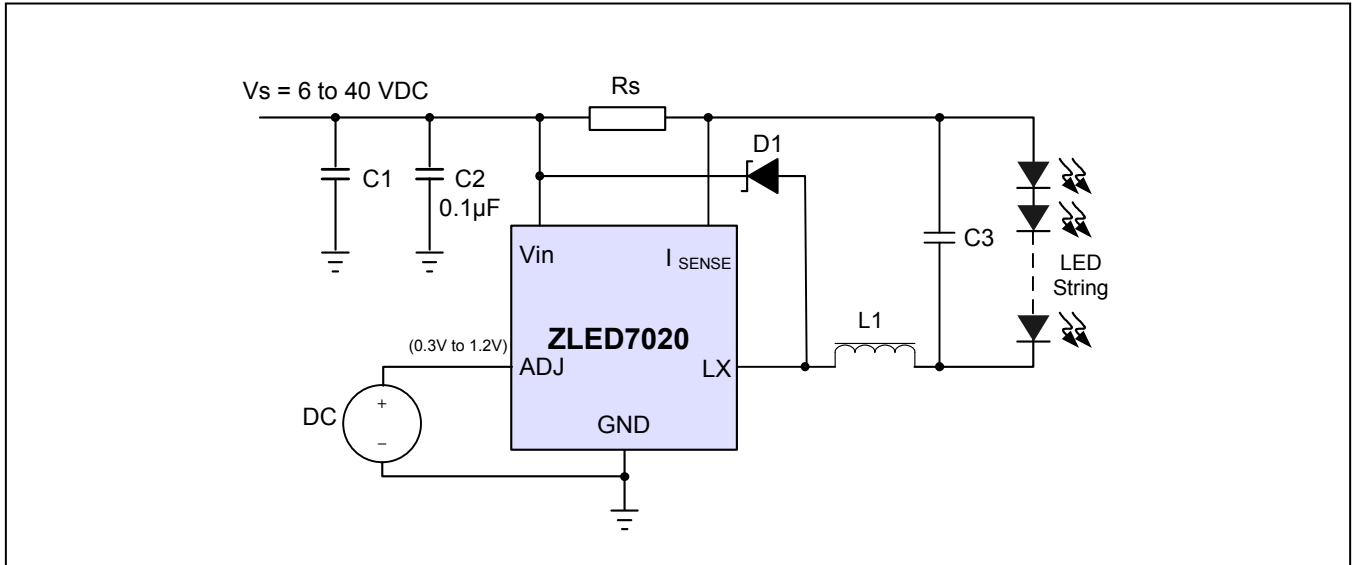 Vs = 6 to 40 VDC
Rs
D1
C1
C2
0.1µF
C3
Vin
I SENSE
LED
String
L1
ZLED7020
(0.3V to 1.2V)
ADJ
LX
DC
+
−
GND